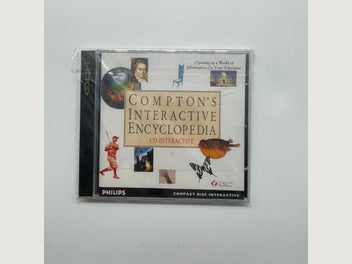 Opening up a World of
Information On Your Television
COMPTON'S
INTERACTIVE
ENCYCLOPEDIA
CD-INTERACTIVE
PHILIPS
COMPACT DISC INTERACTIVE